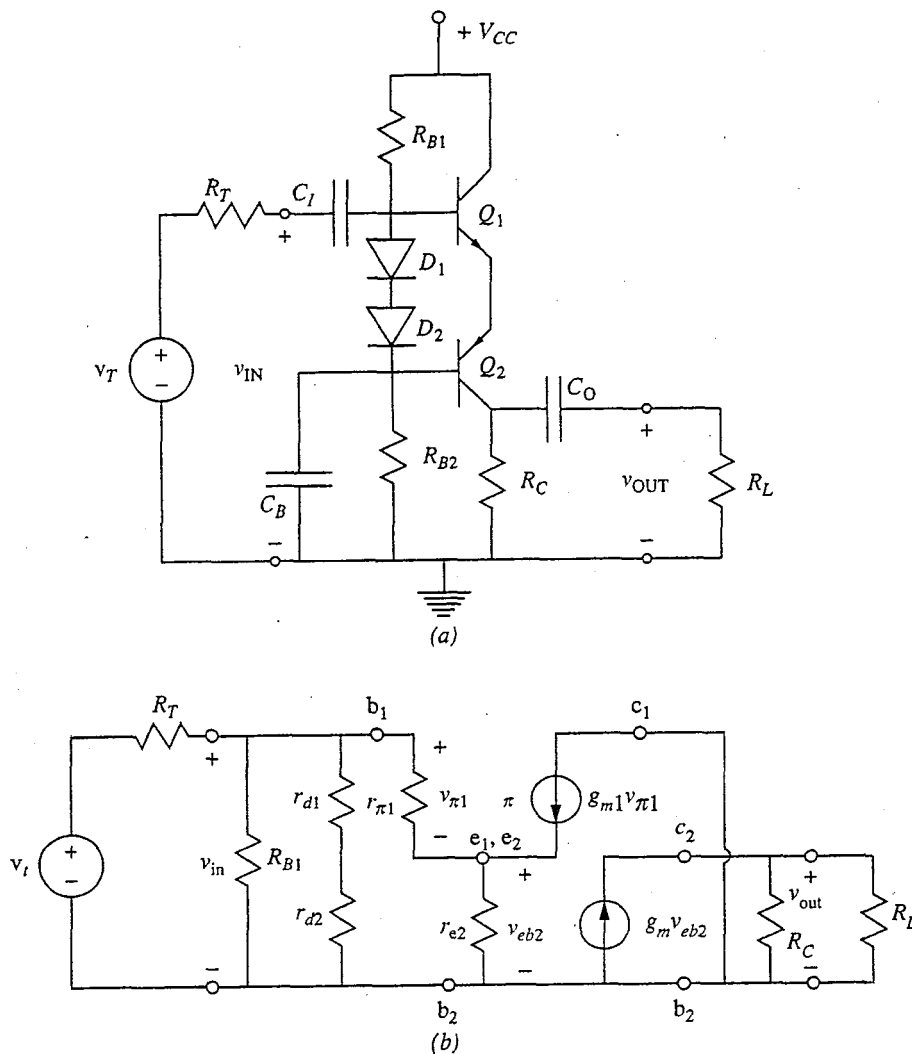 + V_CC
R_B1
R_T
C_I
+
Q_1
D_1
D_2
v_T
+
−
v_IN
Q_2
C_O
+
R_B2
R_C
v_OUT
R_L
C_B
−
−
(a)
R_T
b_1
c_1
+
+
r_d1
r_π1
v_π1
π
g_m1v_π1
−
e_1, e_2
c_2
+
+
v_t
+
−
v_in
R_B1
r_d2
r_e2
v_eb2
g_mv_eb2
v_out
R_C
R_L
−
−
−
b_2
b_2
(b)